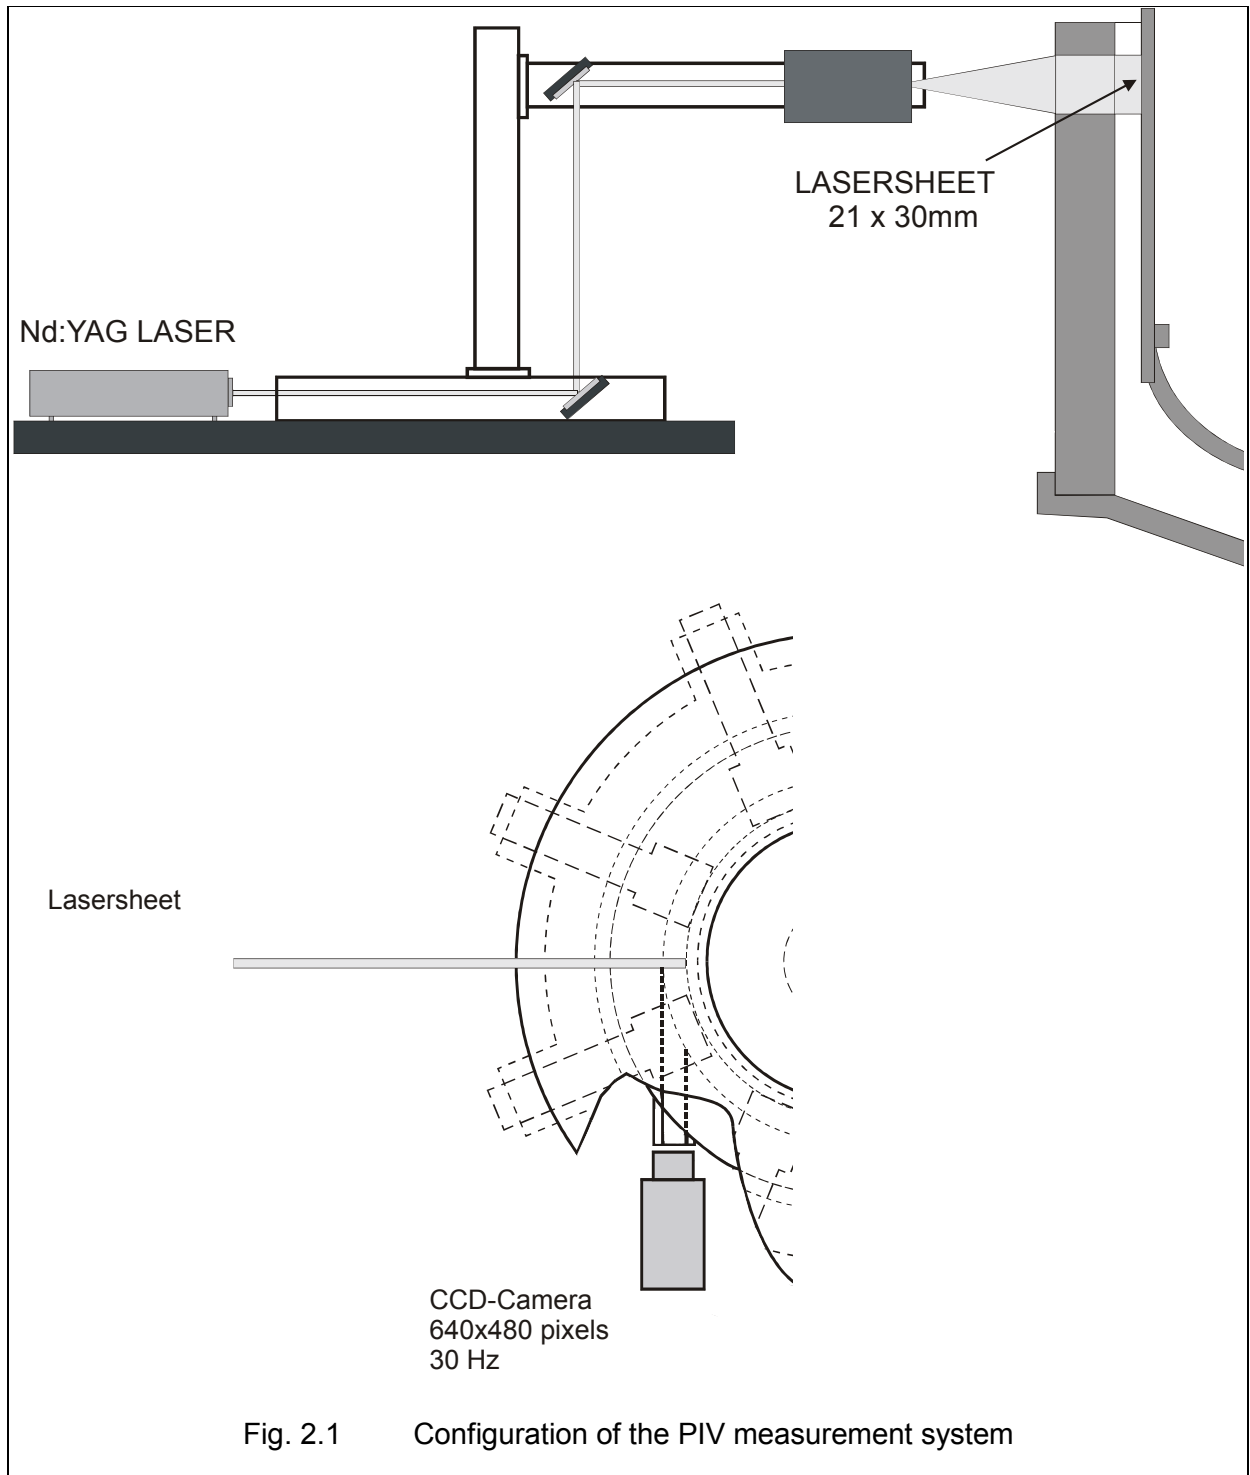 LASERSHEET
21 x 30mm
Nd:YAG LASER
Lasersheet
CCD-Camera
640x480 pixels
30 Hz
Fig. 2.1 Configuration of the PIV measurement system